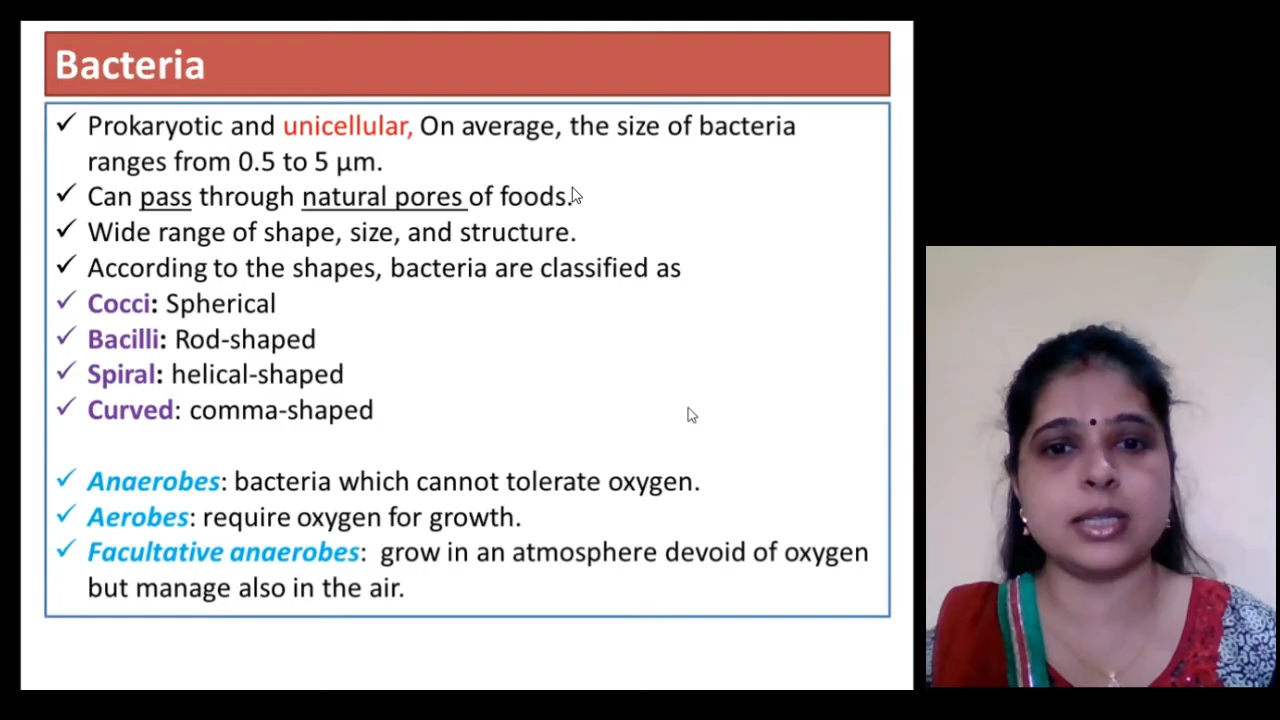 Bacteria
✓ Prokaryotic and unicellular, On average, the size of bacteria
ranges from 0.5 to 5 μm.
✓ Can pass through natural pores of foods.
✓ Wide range of shape, size, and structure.
✓ According to the shapes, bacteria are classified as
✓ Cocci: Spherical
✓ Bacilli: Rod-shaped
✓ Spiral: helical-shaped
✓ Curved: comma-shaped
✓ Anaerobes: bacteria which cannot tolerate oxygen.
✓ Aerobes: require oxygen for growth.
✓ Facultative anaerobes: grow in an atmosphere devoid of oxygen
but manage also in the air.